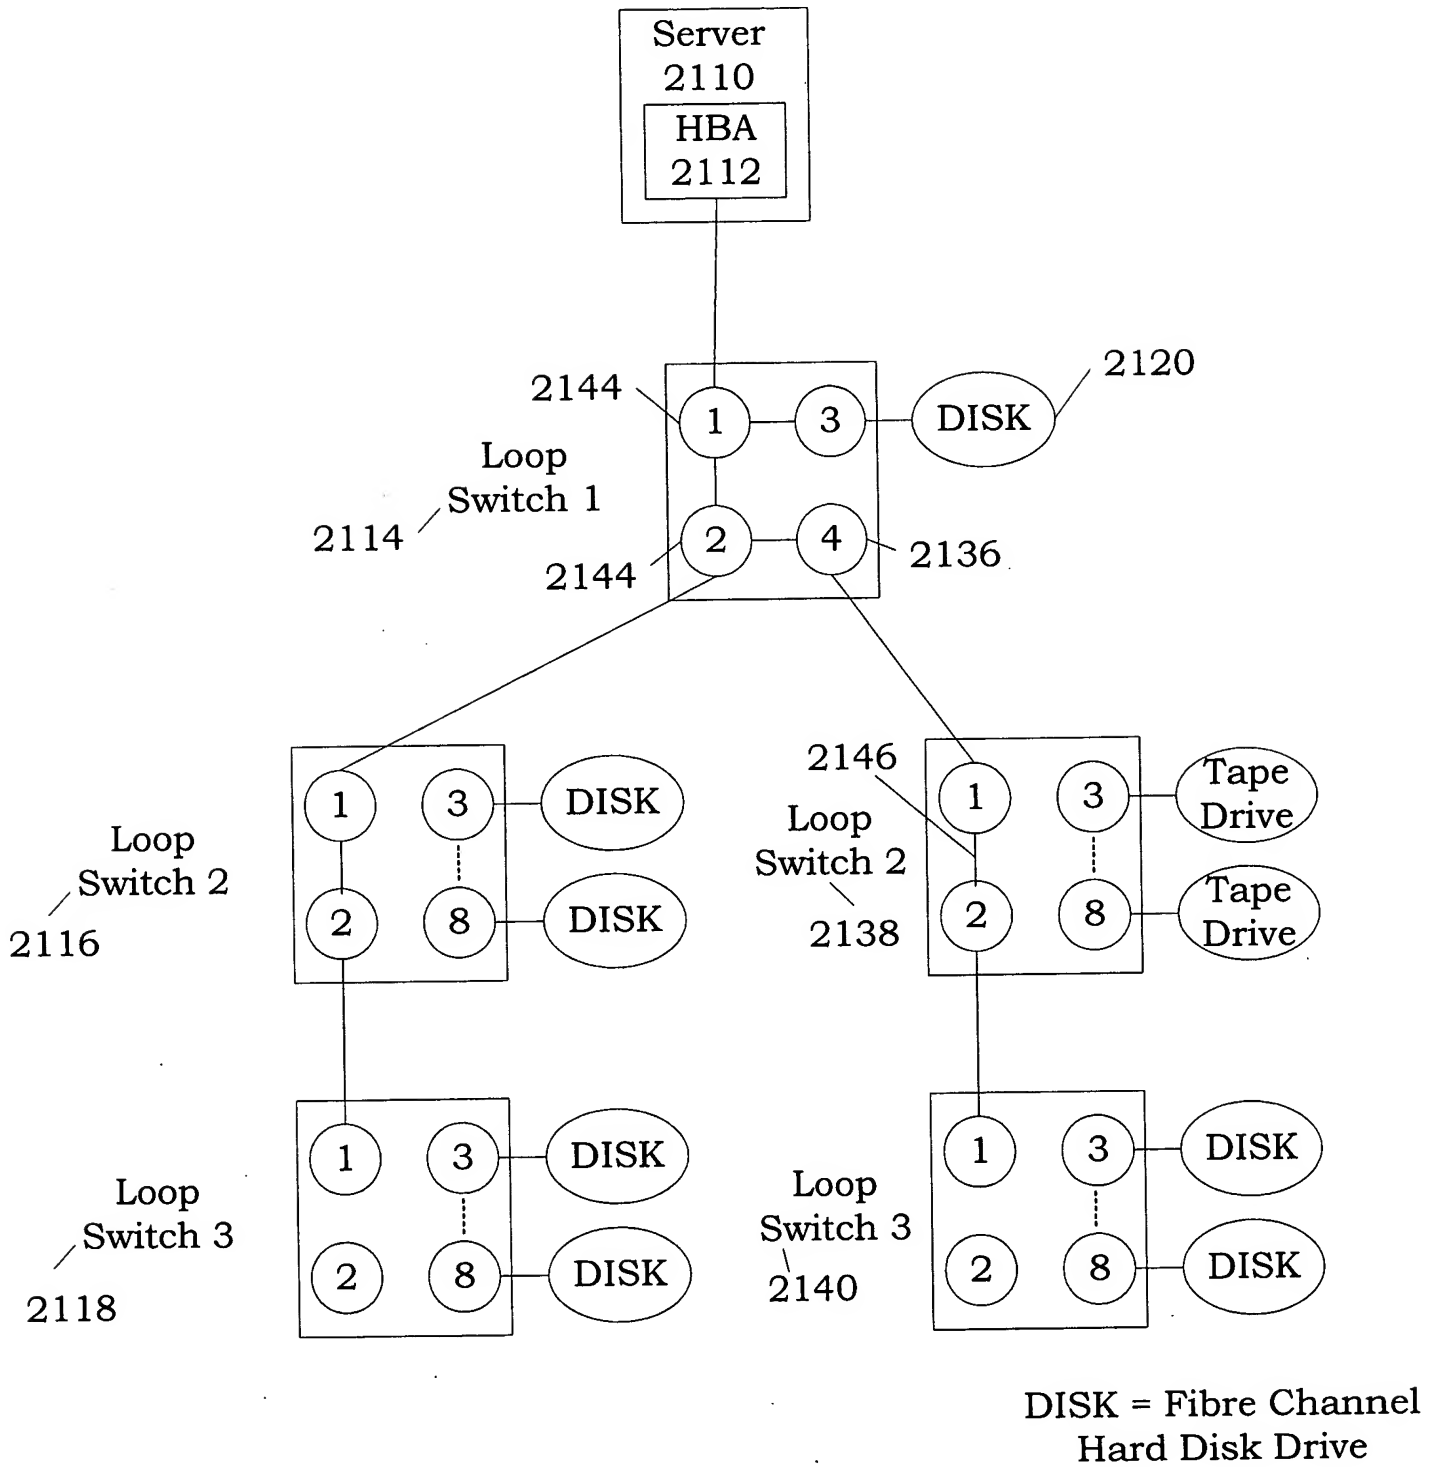 Server
2110
HBA
2112
2144
1
3
DISK
2120
Loop
Switch 1
2114
2
4
2136
2144
1
3
DISK
Loop
Switch 2
2116
2
8
DISK
2146
1
3
Tape
Drive
Loop
Switch 2
2138
2
8
Tape
Drive
1
3
DISK
Loop
Switch 3
2118
2
8
DISK
1
3
DISK
Loop
Switch 3
2140
2
8
DISK
DISK = Fibre Channel
Hard Disk Drive